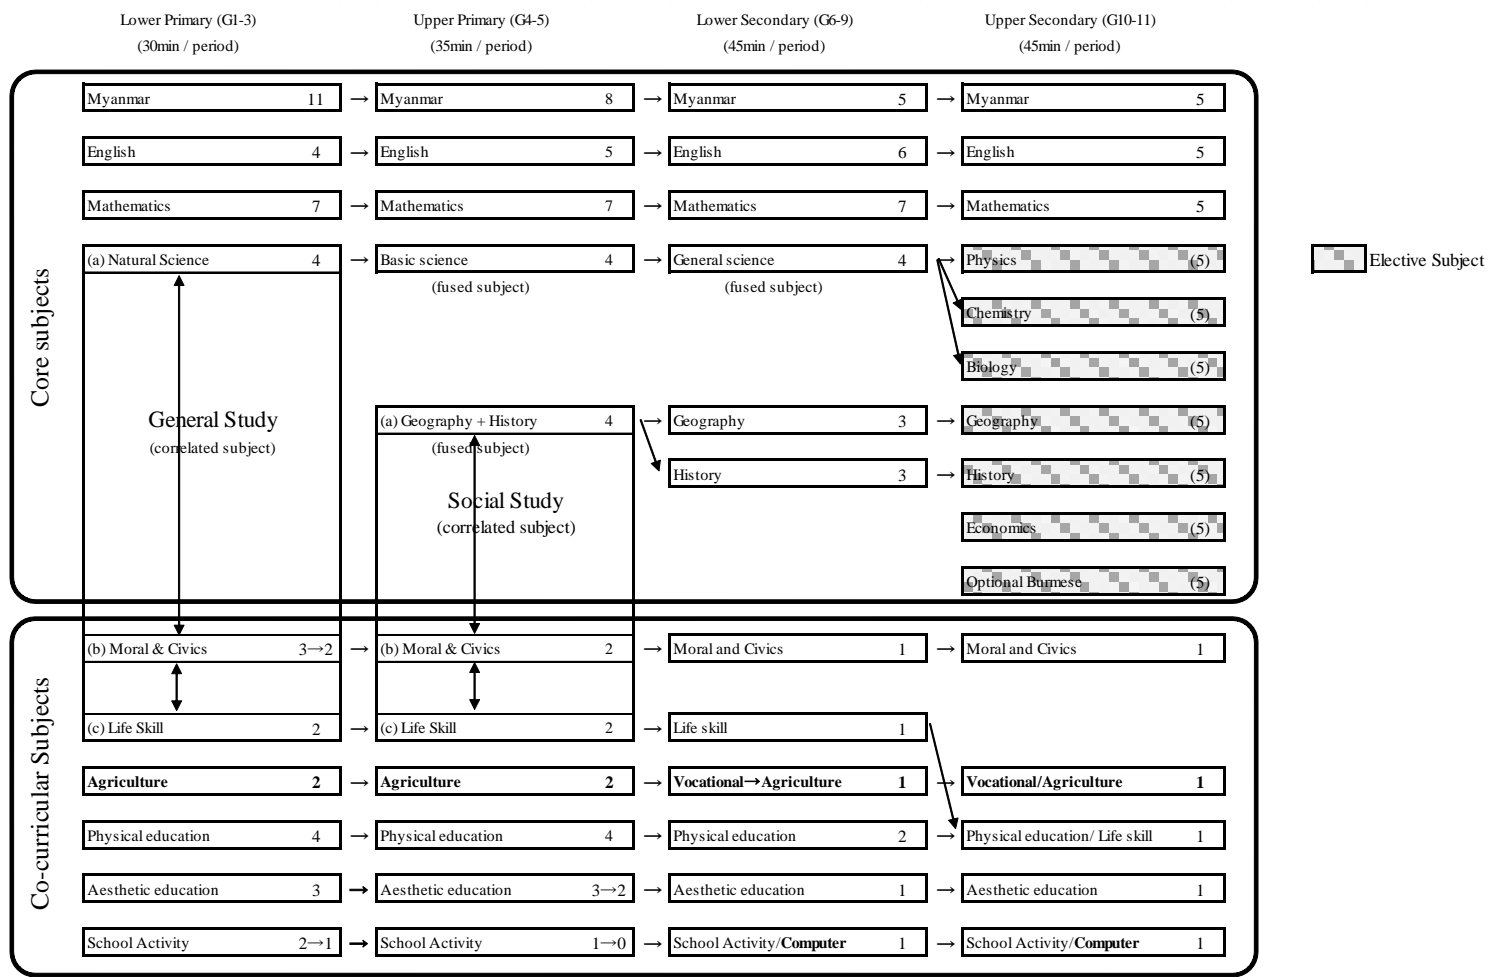 Lower Primary (G1-3) Upper Primary (G4-5) Lower Secondary (G6-9) Upper Secondary (G10-11)
(30min / period) (35min / period) (45min / period) (45min / period)
Core subjects
Myanmar 11 → Myanmar 8 → Myanmar 5 → Myanmar 5
English 4 → English 5 → English 6 → English 5
Mathematics 7 → Mathematics 7 → Mathematics 7 → Mathematics 5
(a) Natural Science 4 → Basic science 4 → General science 4 → Physics (5) Elective Subject
(fused subject) (fused subject)
Chemistry (5)
Biology (5)
General Study (a) Geography + History 4 → Geography 3 → Geography (5)
(correlated subject) (fused subject)
History 3 → History (5)
Social Study
(correlated subject) Economics (5)
Optional Burmese (5)
Co-curricular Subjects
(b) Moral & Civics 3→2 → (b) Moral & Civics 2 → Moral and Civics 1 → Moral and Civics 1
(c) Life Skill 2 → (c) Life Skill 2 → Life skill 1
Agriculture 2 → Agriculture 2 → Vocational→Agriculture 1 → Vocational/Agriculture 1
Physical education 4 → Physical education 4 → Physical education 2 → Physical education/ Life skill 1
Aesthetic education 3 → Aesthetic education 3→2 → Aesthetic education 1 → Aesthetic education 1
School Activity 2→1 → School Activity 1→0 → School Activity/Computer 1 → School Activity/Computer 1